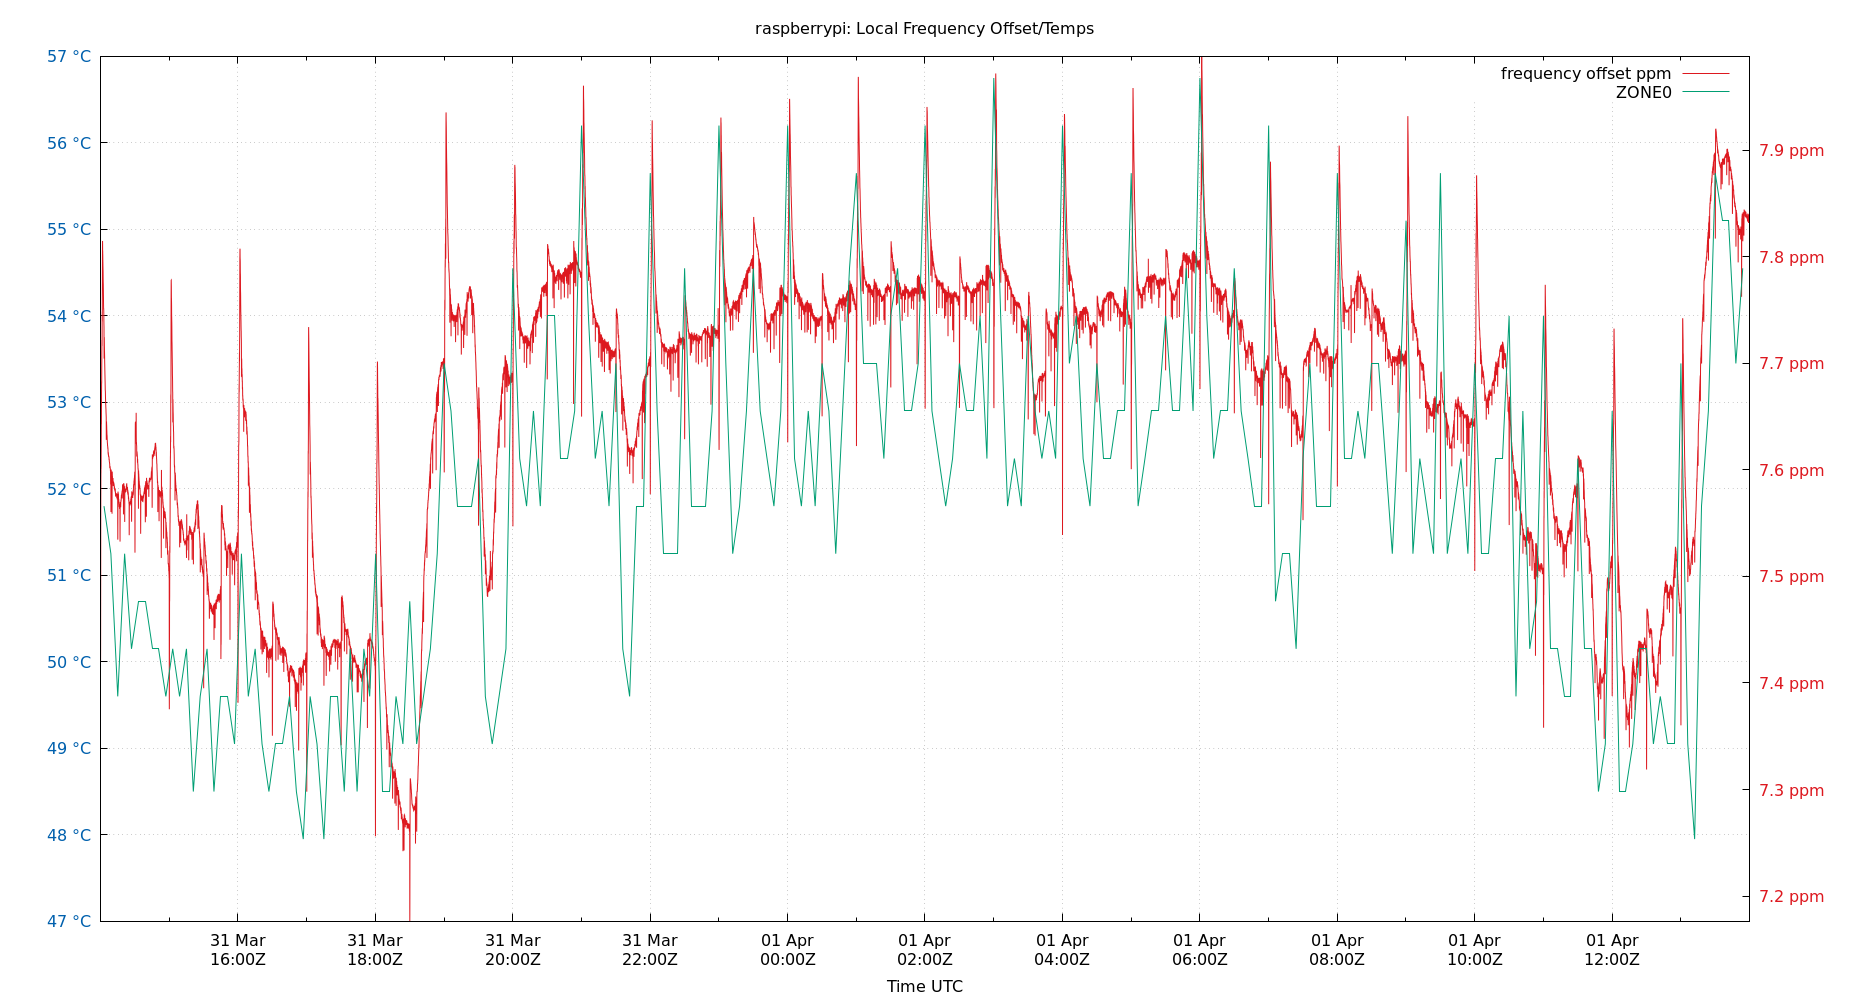 raspberrypi: Local Frequency Offset/Temps
57 °C
56 °C
55 °C
54 °C
53 °C
52 °C
51 °C
50 °C
49 °C
48 °C
47 °C
frequency offset ppm
ZONE0
7.9 ppm
7.8 ppm
7.7 ppm
7.6 ppm
7.5 ppm
7.4 ppm
7.3 ppm
7.2 ppm
31 Mar
16:00Z
31 Mar
18:00Z
31 Mar
20:00Z
31 Mar
22:00Z
01 Apr
00:00Z
01 Apr
02:00Z
01 Apr
04:00Z
01 Apr
06:00Z
01 Apr
08:00Z
01 Apr
10:00Z
01 Apr
12:00Z
Time UTC